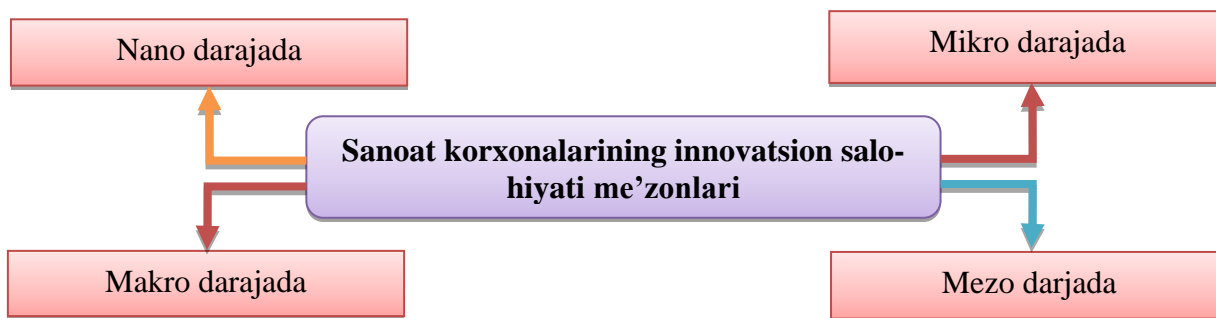 Nano darajada
Mikro darajada
Sanoat korxonalarining innovatsion salo-
hiyati me’zonlari
Makro darajada
Mezo darjada